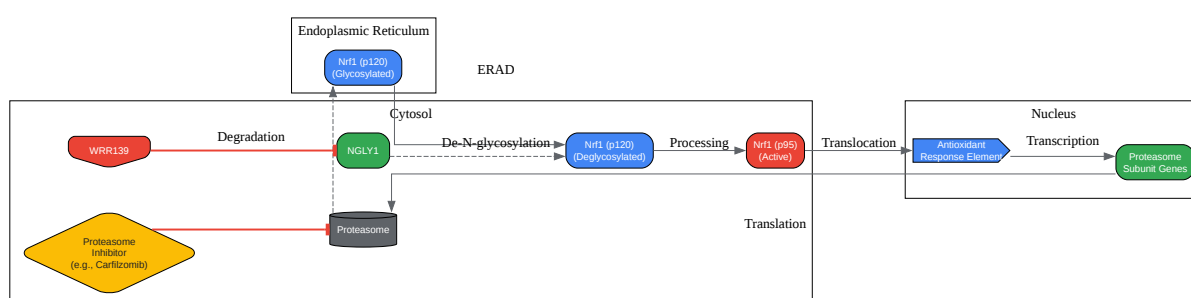 Endoplasmic Reticulum
Nrf1 (p120)
(Glycosylated)
ERAD
Cytosol
Nucleus
WRR139
Degradation
NGLY1
De-N-glycosylation
Nrf1 (p120)
(Deglycosylated)
Processing
Nrf1 (p95)
(Active)
Translocation
Antioxidant
Response Element
Transcription
Proteasome
Subunit Genes
Proteasome
Inhibitor
(e.g., Carfilzomib)
Proteasome
Translation